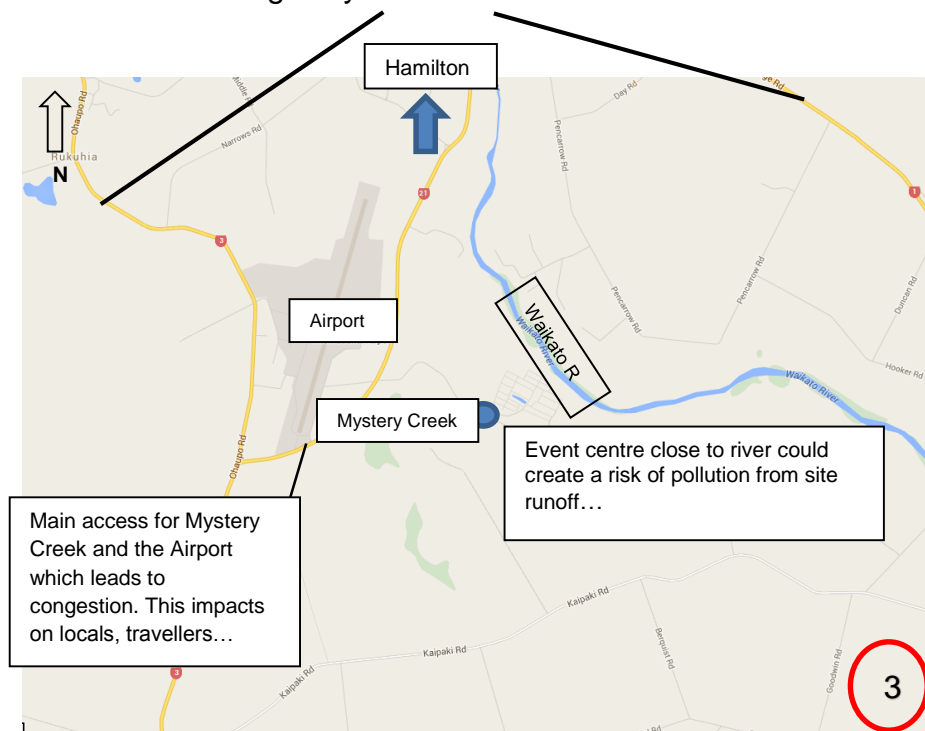 Hamilton
N
Ohaupo Rd
Rukuhia
Middle Rd
Narrows Rd
21
3
Day Rd
Pencarrow Rd
Pencarrow Rd
Pencarrow Rd
1
Duncan Rd
Hooker Rd
Airport
Waikato R
Waikato River
Waikato River
Mystery Creek
Ohaupo Rd
Event centre close to river could
create a risk of pollution from site
runoff…
Main access for Mystery
Creek and the Airport
which leads to
congestion. This impacts
on locals, travellers…
3
Kaipaki Rd
Kaipaki Rd
Kaipaki Rd
Berquist Rd
Goodwin Rd
3